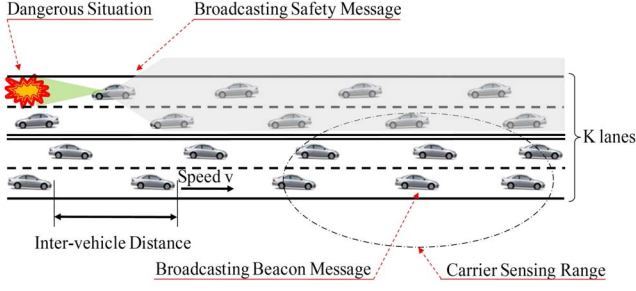 Dangerous Situation
Broadcasting Safety Message
K lanes
Speed v
Inter-vehicle Distance
Broadcasting Beacon Message
Carrier Sensing Range